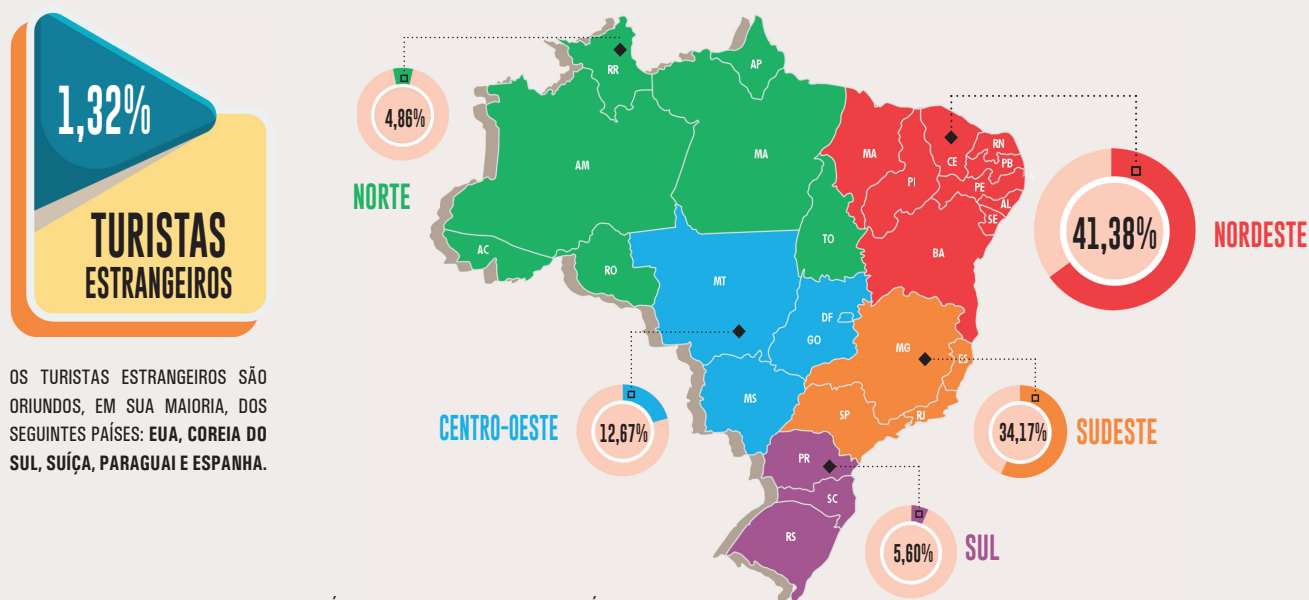 1,32%
TURISTAS
ESTRANGEIROS
OS TURISTAS ESTRANGEIROS SÃO
ORIUNDOS, EM SUA MAIORIA, DOS
SEGUINTES PAÍSES: EUA, COREIA DO
SUL, SUÍÇA, PARAGUAI E ESPANHA.
4,86%
NORTE
RR
AP
AM
MA
AC
RO
TO
MA
PI
CE
RN
PB
PE
AL
SE
BA
41,38%
NORDESTE
MT
DF
GO
MS
12,67%
CENTRO-OESTE
MG
ES
SP
RJ
34,17%
SUDESTE
PR
SC
RS
5,60%
SUL